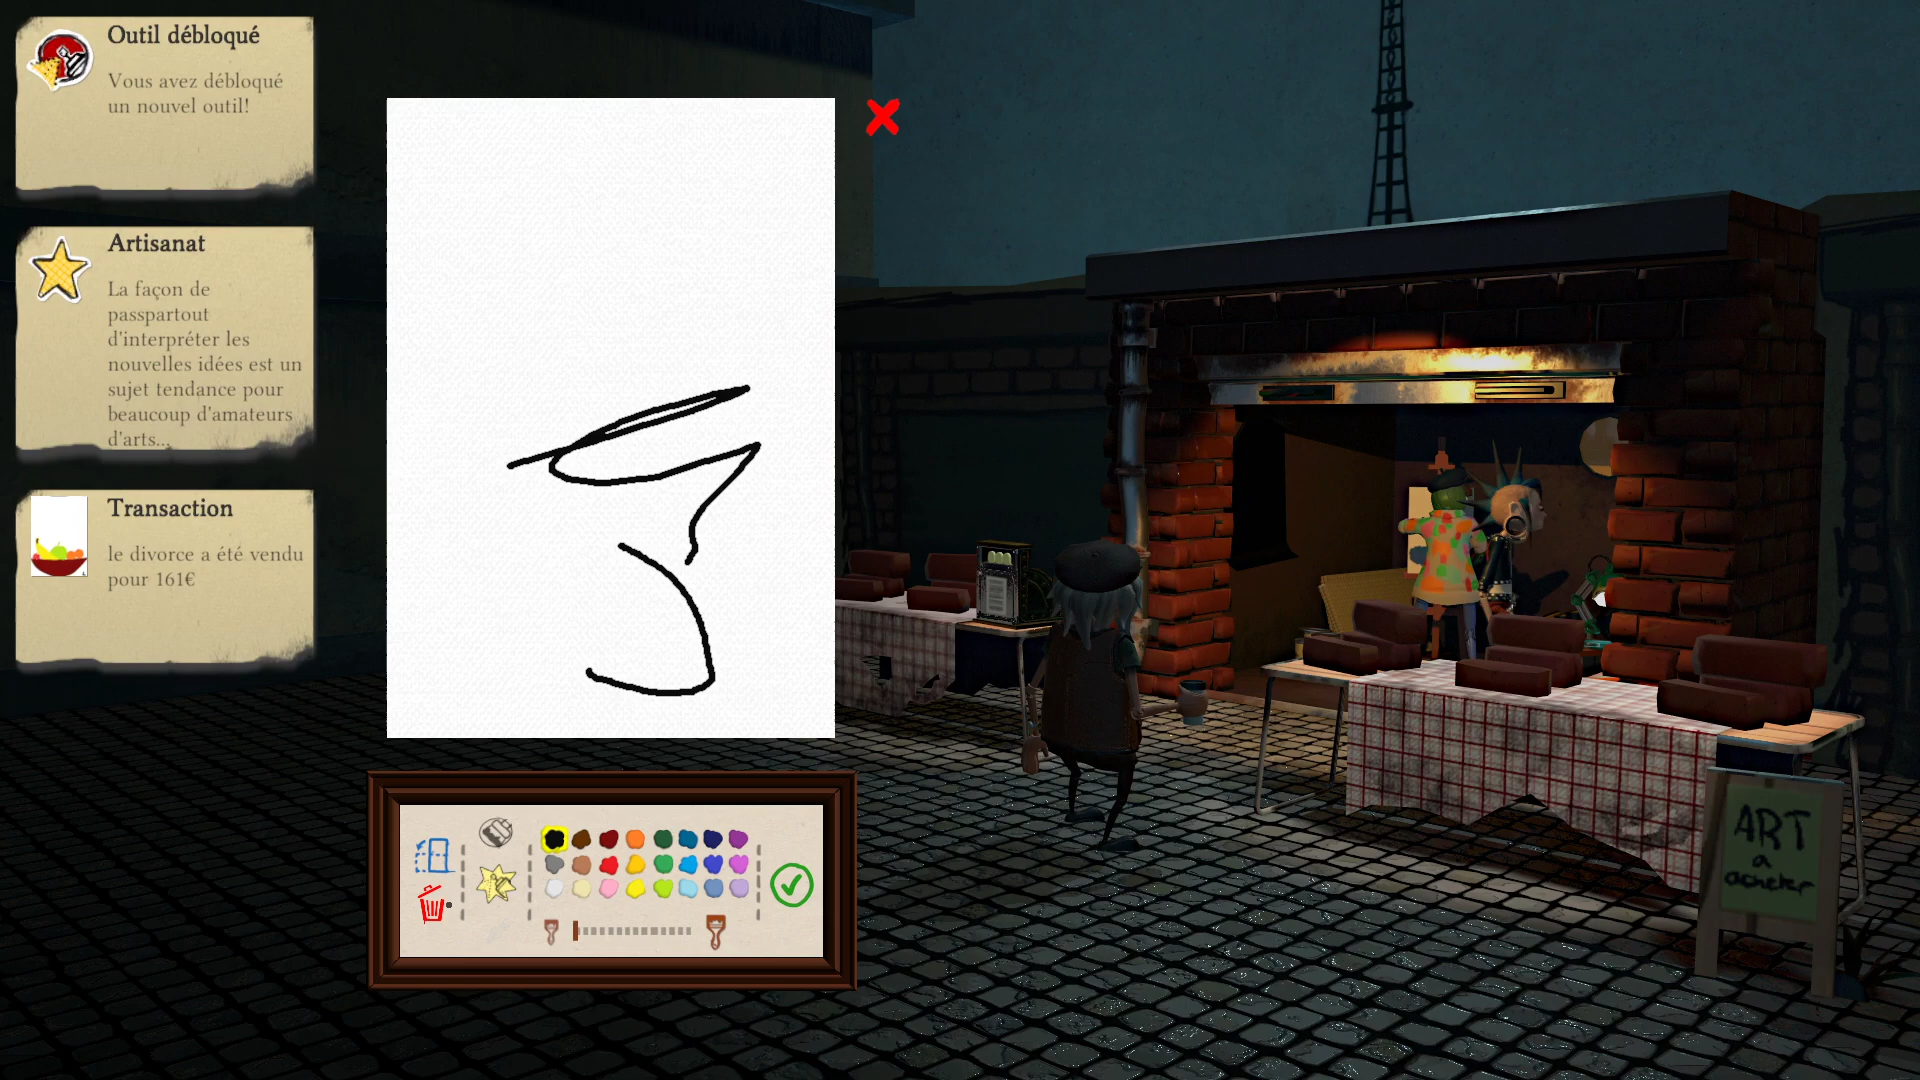 Outil débloqué
Vous avez débloqué
un nouvel outil!
Artisanat
La façon de
passpartout
d'interpréter les
nouvelles idées est un
sujet tendance pour
beaucoup d'amateurs
d'arts...
Transaction
le divorce a été vendu
pour 161€
ART
a
acheter